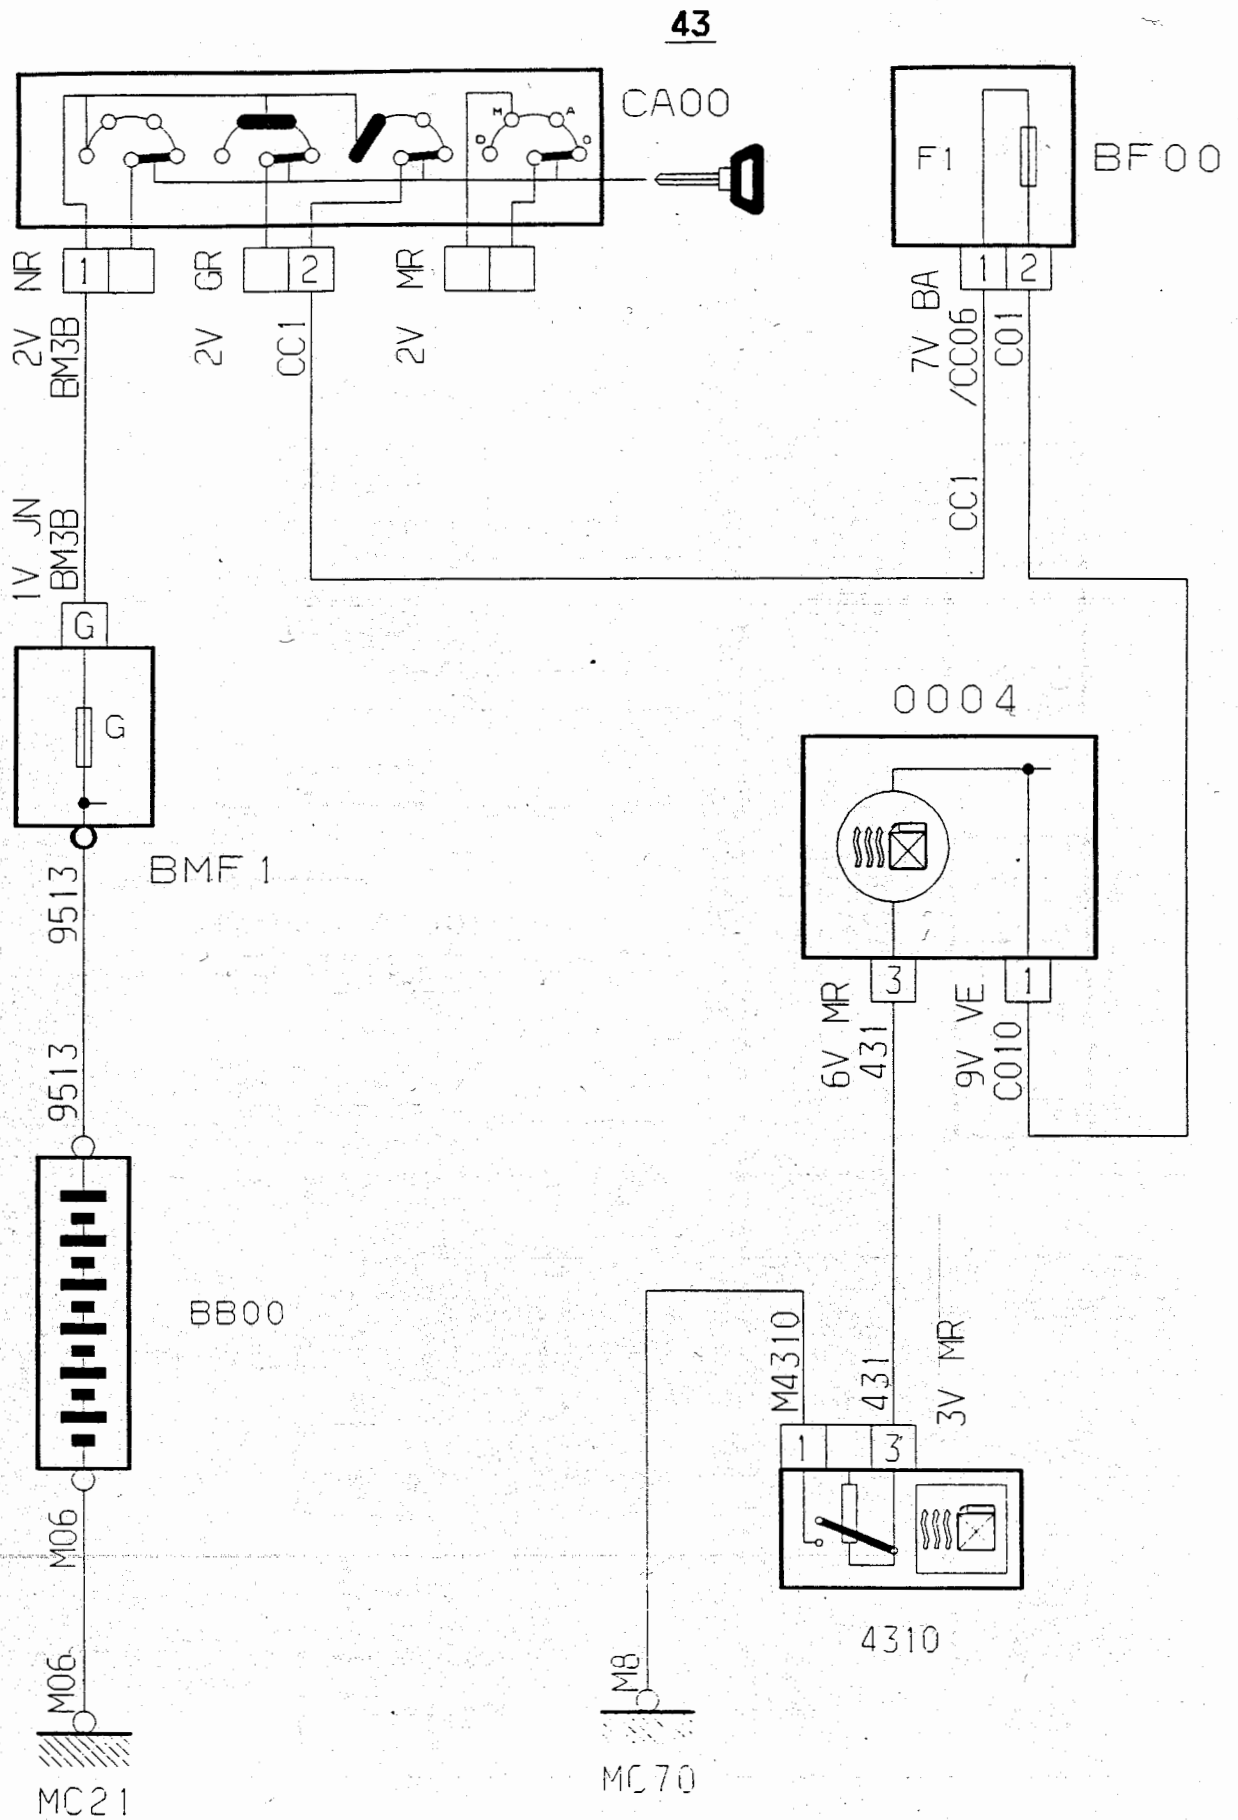 43
CA00
M
A
D
O
F1
BF00
NR
1
GR
2
MR
BA
1
2
2V
BM3B
2V
CC1
2V
7V
/CC06
C01
CC1
1V JN
BM3B
G
G
0004
BMF1
9513
3
1
6V MR
431
9V VE
C010
9513
BB00
M4310
431
3V MR
1
3
M06
4310
M06
M8
MC21
MC70